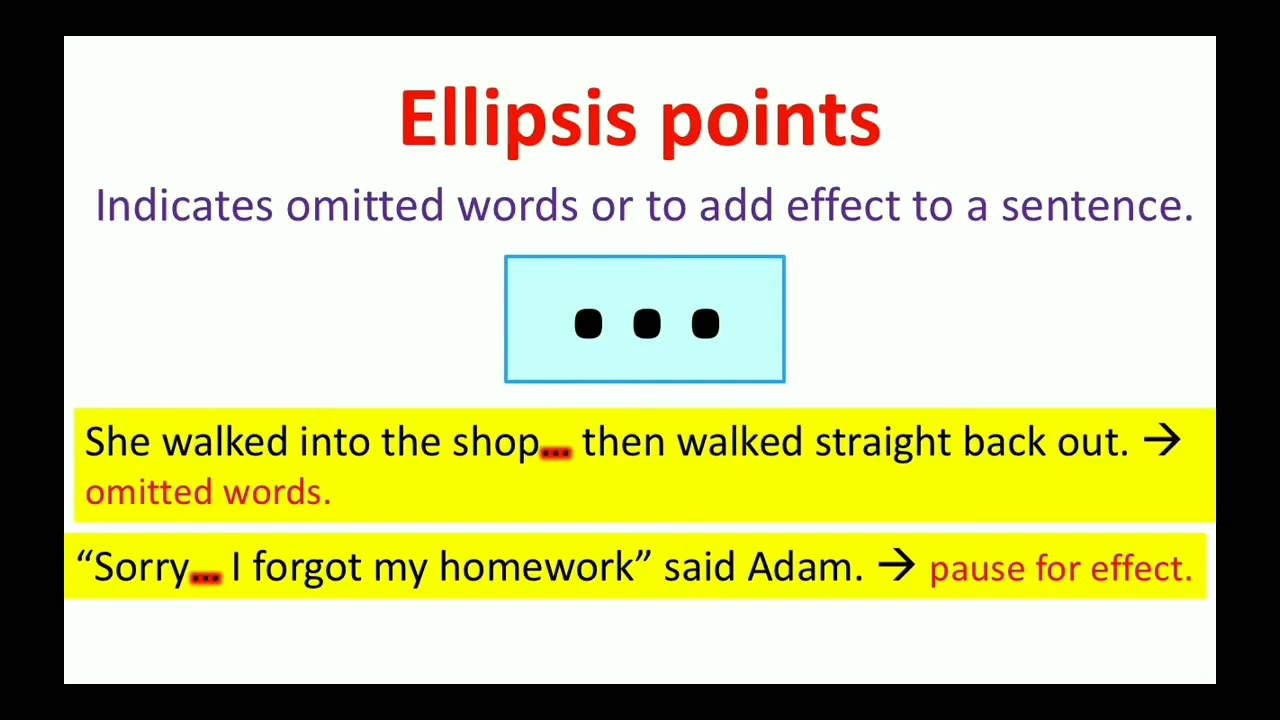 Ellipsis points
Indicates omitted words or to add effect to a sentence.
...
She walked into the shop... then walked straight back out. →
omitted words.
“Sorry... I forgot my homework” said Adam. → pause for effect.